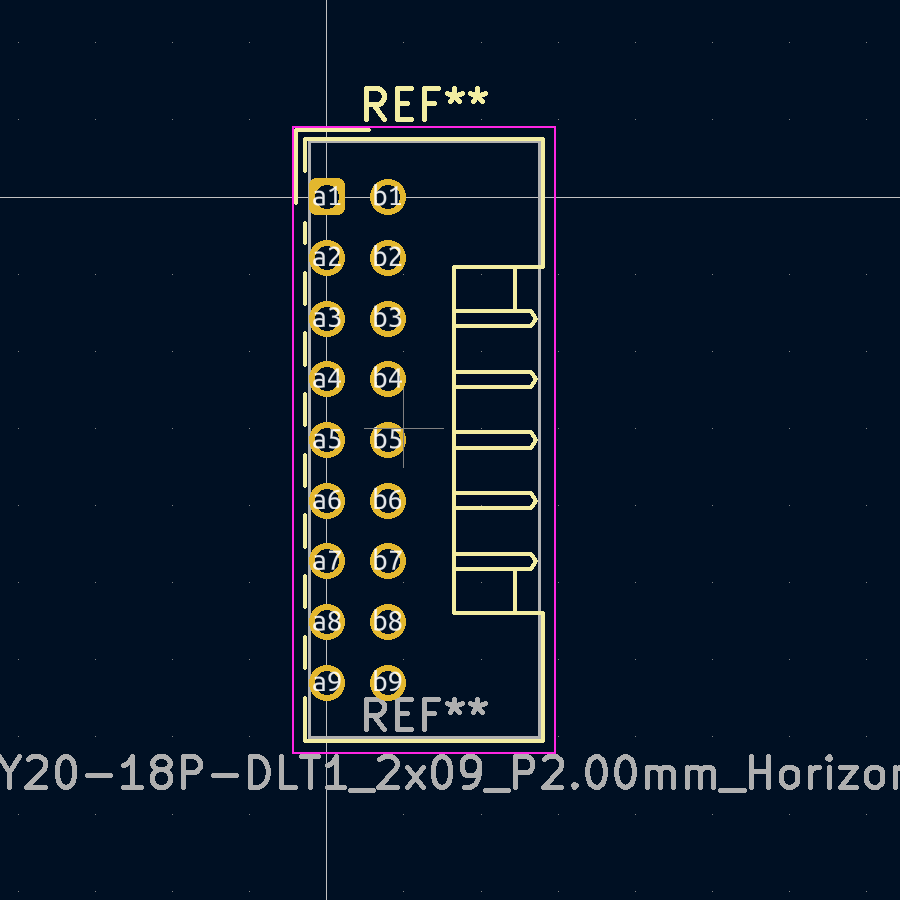 REF**
a1 b1
a2 b2
a3 b3
a4 b4
a5 b5
a6 b6
a7 b7
a8 b8
a9 b9
REF**
Y20-18P-DLT1_2x09_P2.00mm_Horizon